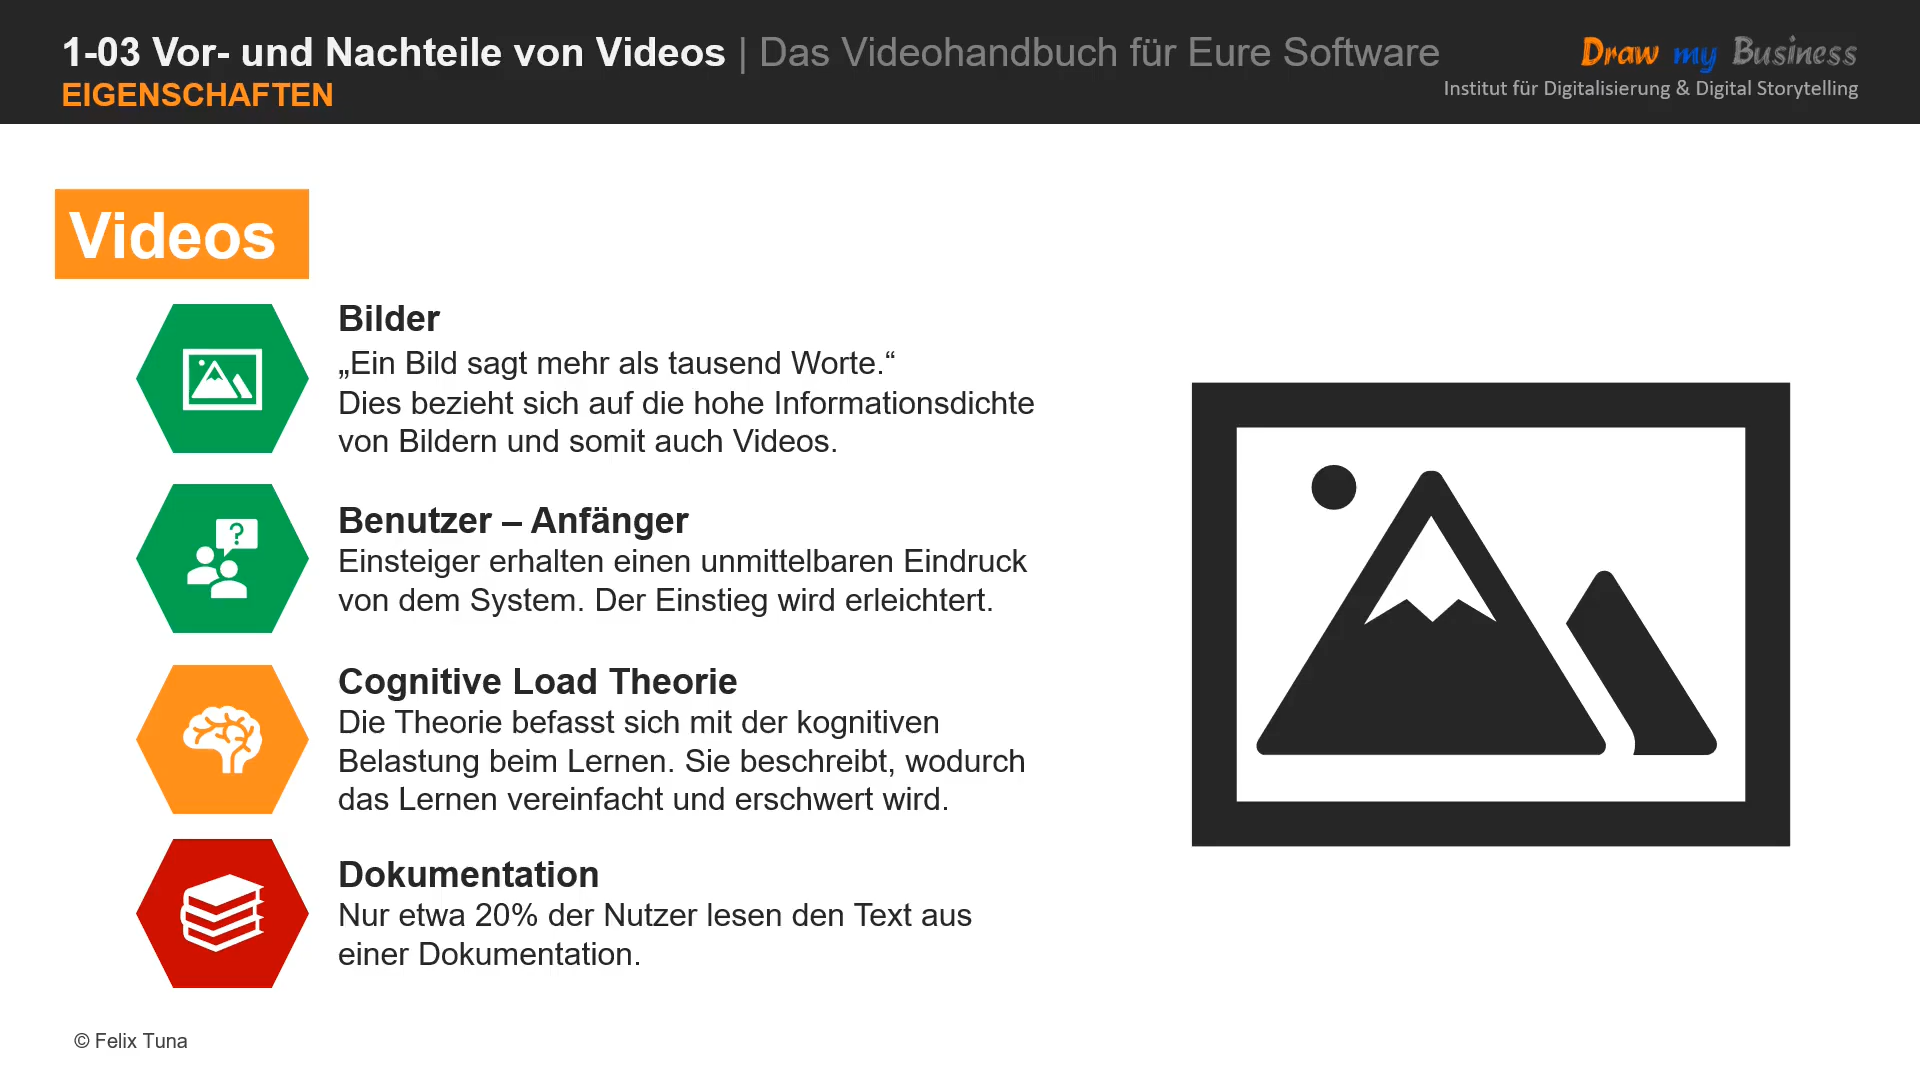 1-03 Vor- und Nachteile von Videos | Das Videohandbuch für Eure Software
EIGENSCHAFTEN
Draw my Business
Institut für Digitalisierung & Digital Storytelling
Videos
Bilder
„Ein Bild sagt mehr als tausend Worte.“
Dies bezieht sich auf die hohe Informationsdichte
von Bildern und somit auch Videos.
?
Benutzer – Anfänger
Einsteiger erhalten einen unmittelbaren Eindruck
von dem System. Der Einstieg wird erleichtert.
Cognitive Load Theorie
Die Theorie befasst sich mit der kognitiven
Belastung beim Lernen. Sie beschreibt, wodurch
das Lernen vereinfacht und erschwert wird.
Dokumentation
Nur etwa 20% der Nutzer lesen den Text aus
einer Dokumentation.
© Felix Tuna